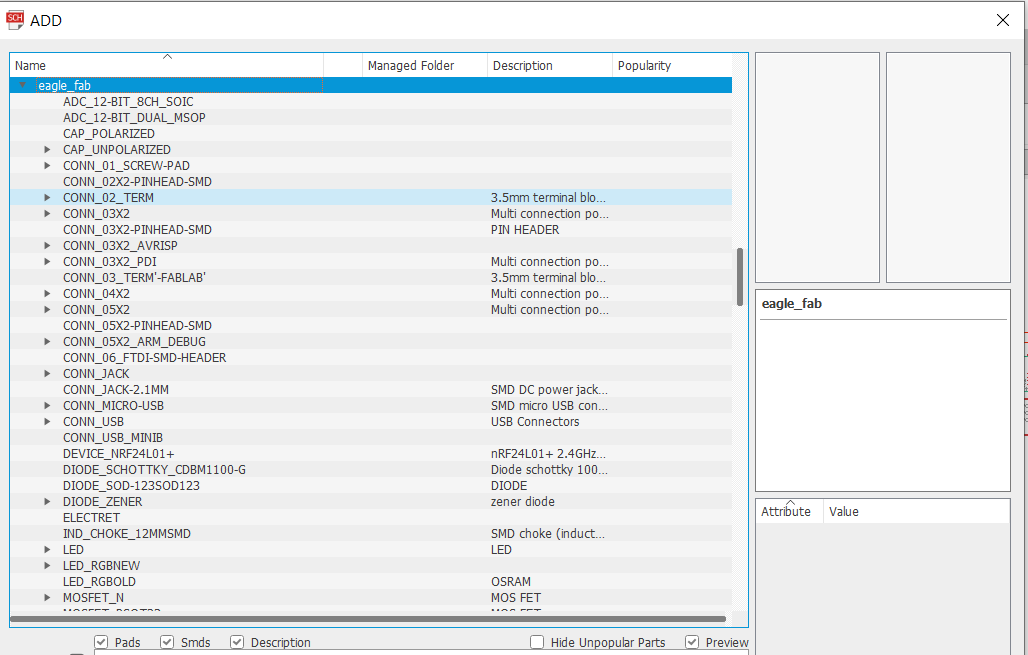 SCH ADD
Name Managed Folder Description Popularity
eagle_fab
ADC_12-BIT_8CH_SOIC
ADC_12-BIT_DUAL_MSOP
CAP_POLARIZED
CAP_UNPOLARIZED
CONN_01_SCREW-PAD
CONN_02X2-PINHEAD-SMD
CONN_02_TERM 3.5mm terminal blo...
CONN_03X2 Multi connection po...
CONN_03X2-PINHEAD-SMD PIN HEADER
CONN_03X2_AVRISP
CONN_03X2_PDI Multi connection po...
CONN_03_TERM'-FABLAB' 3.5mm terminal blo...
CONN_04X2 Multi connection po...
CONN_05X2 Multi connection po...
CONN_05X2-PINHEAD-SMD
CONN_05X2_ARM_DEBUG
CONN_06_FTDI-SMD-HEADER
CONN_JACK
CONN_JACK-2.1MM SMD DC power jack...
CONN_MICRO-USB SMD micro USB con...
CONN_USB USB Connectors
CONN_USB_MINIB
DEVICE_NRF24L01+ nRF24L01+ 2.4GHz...
DIODE_SCHOTTKY_CDBM1100-G Diode schottky 100...
DIODE_SOD-123SOD123 DIODE
DIODE_ZENER zener diode
ELECTRET
IND_CHOKE_12MMSMD SMD choke (induct...
LED LED
LED_RGBNEW
LED_RGBOLD OSRAM
MOSFET_N MOS FET
eagle_fab
Attribute Value
Pads Smds Description Hide Unpopular Parts Preview